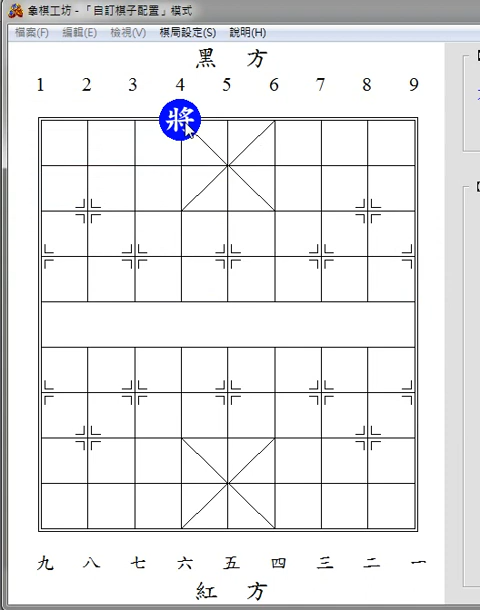 象棋工坊 -「自訂棋子配置」模式
檔案(F) 編輯(E) 檢視(V) 棋局設定(S) 說明(H)
黑 方
1 2 3 4 5 6 7 8 9
將
九 八 七 六 五 四 三 二 一
紅 方